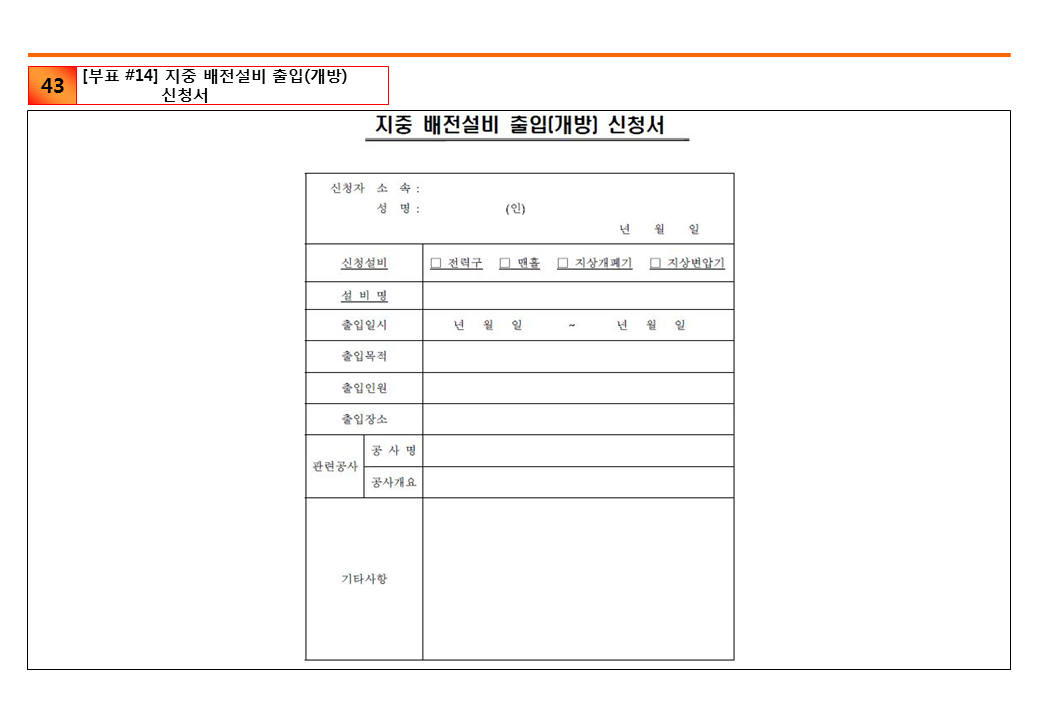 43
[부표 #14] 지중 배전설비 출입(개방)
신청서
지중 배전설비 출입(개방) 신청서
신청자 소 속 :
성 명 : (인)
년 월 일
신청설비 □ 전력구 □ 맨홀 □ 지상개폐기 □ 지상변압기
설 비 명
출입일시 년 월 일 ~ 년 월 일
출입목적
출입인원
출입장소
관련공사
공 사 명
공사개요
기타사항